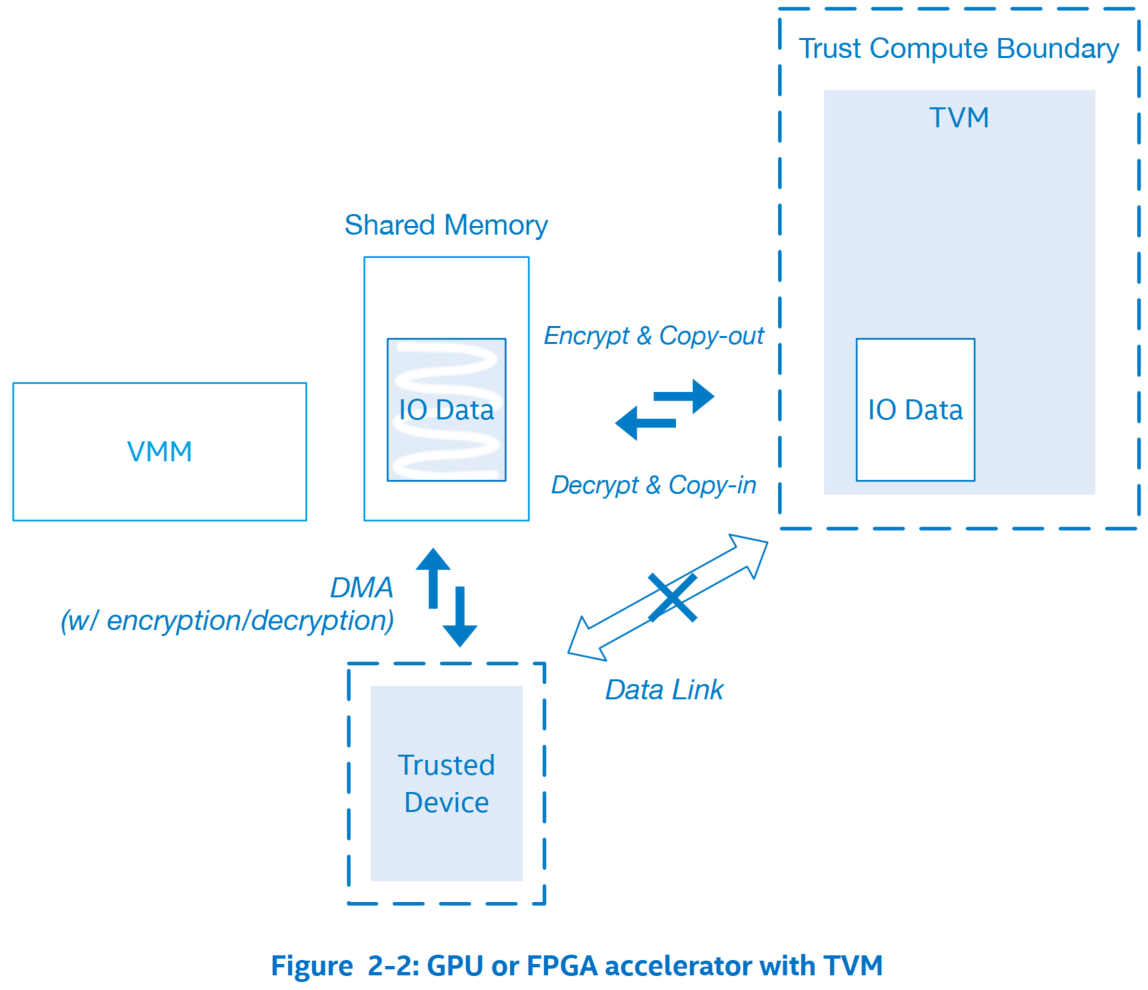 Trust Compute Boundary
TVM
Shared Memory
Encrypt & Copy-out
IO Data
IO Data
VMM
Decrypt & Copy-in
DMA
(w/ encryption/decryption)
Data Link
Trusted
Device
Figure 2-2: GPU or FPGA accelerator with TVM